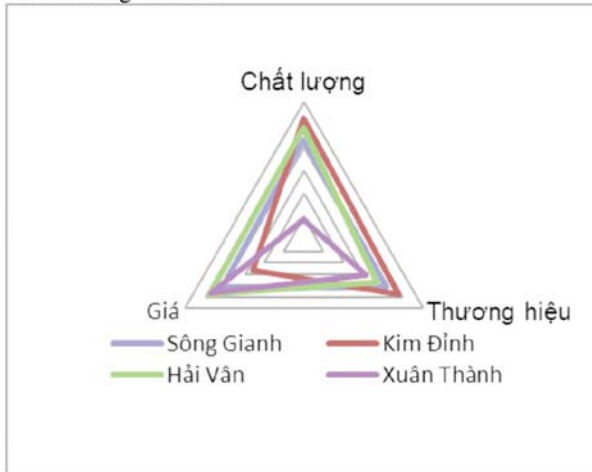 Chất lượng
Giá
Thương hiệu
Sông Gianh
Kim Đỉnh
Hải Vân
Xuân Thành